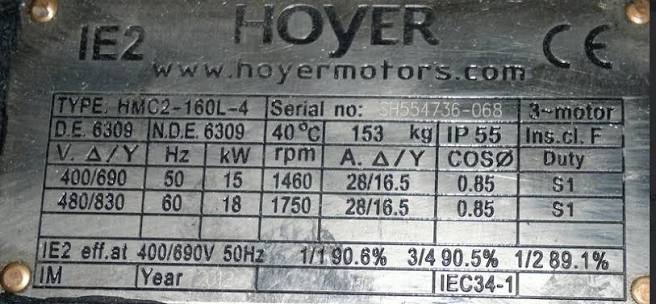 IE2 HOYER CE
www.hoyermotors.com
TYPE: HMC2-160L-4 Serial no: SH554736-068 3~motor
D.E. 6309 N.D.E. 6309 40°C 153 kg IP 55 Ins.cl. F
V. Δ/Y Hz kW rpm A. Δ/Y COSØ Duty
400/690 50 15 1460 28/16.5 0.85 S1
480/830 60 18 1750 28/16.5 0.85 S1
IE2 eff.at 400/690V 50Hz 1/1 90.6% 3/4 90.5% 1/2 89.1%
IM Year IEC34-1